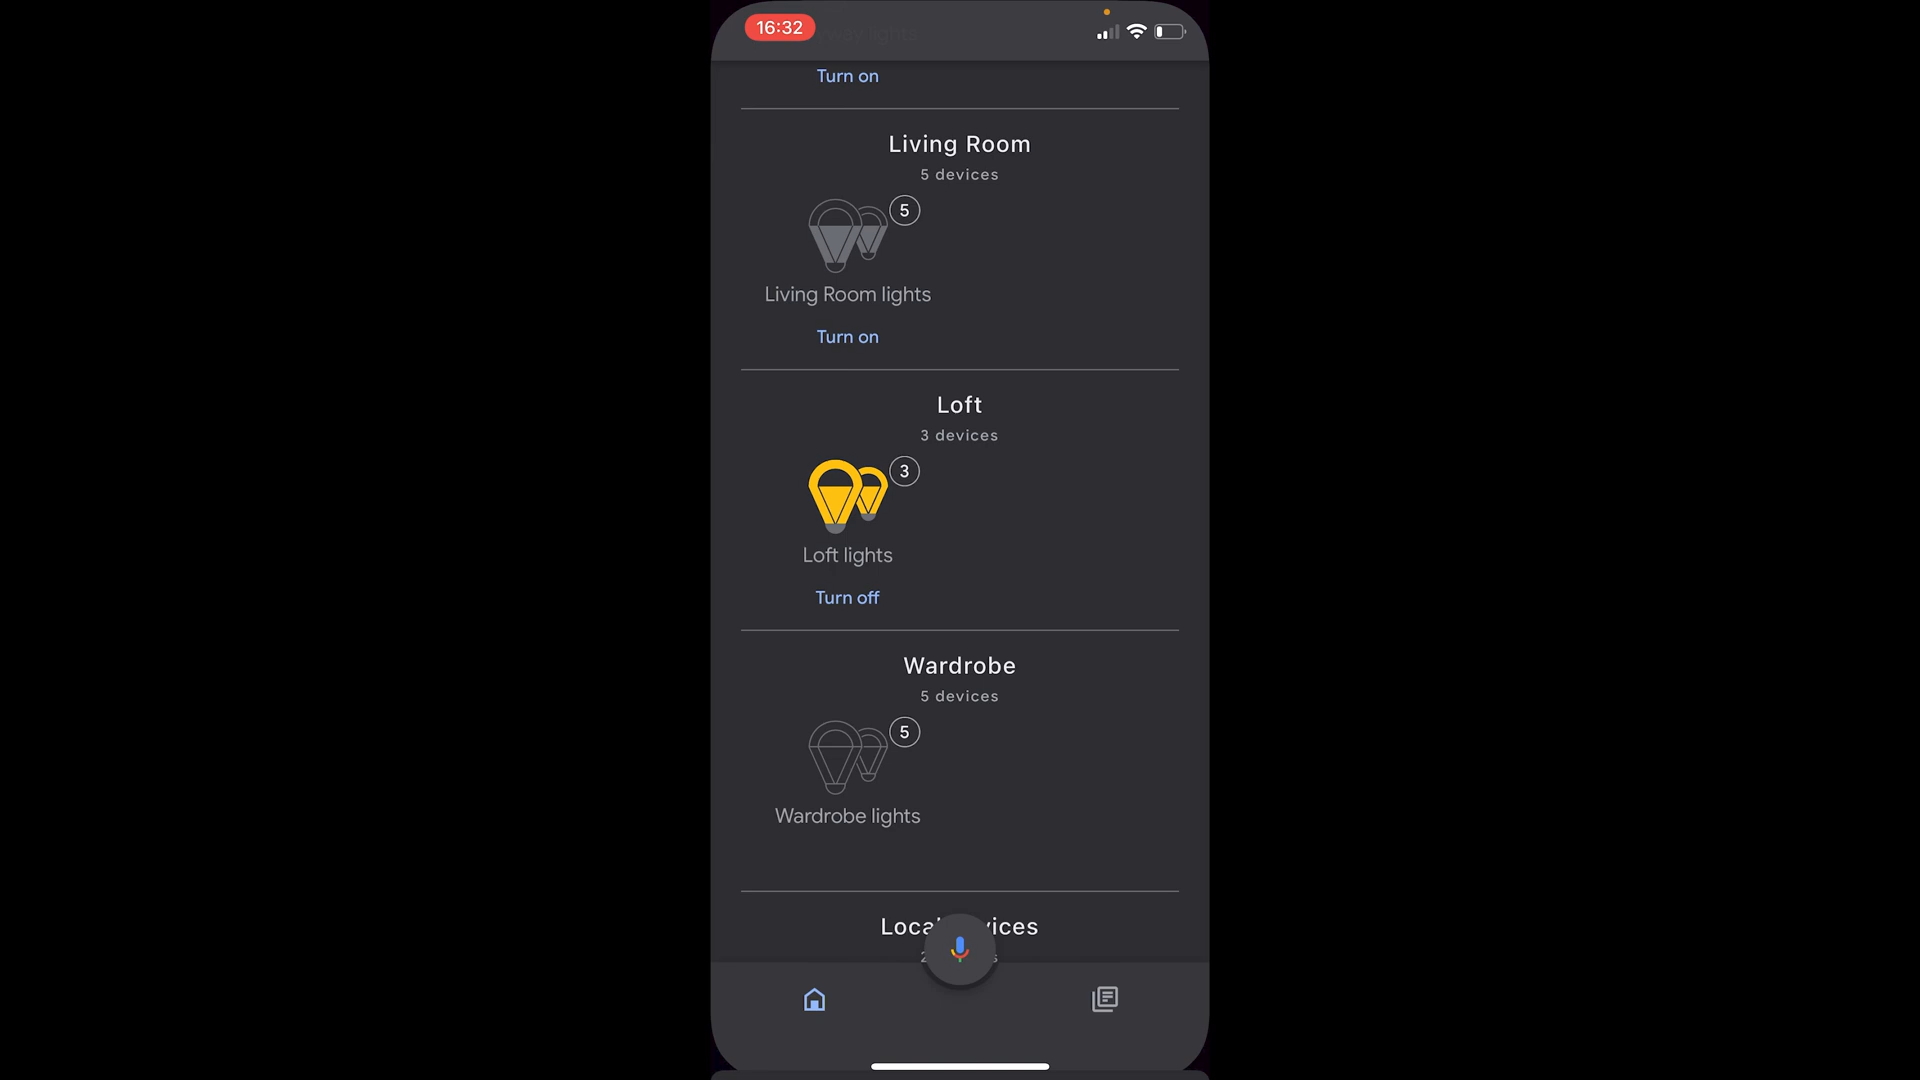 16:32
Turn on
Living Room
5 devices
5
Living Room lights
Turn on
Loft
3 devices
3
Loft lights
Turn off
Wardrobe
5 devices
5
Wardrobe lights